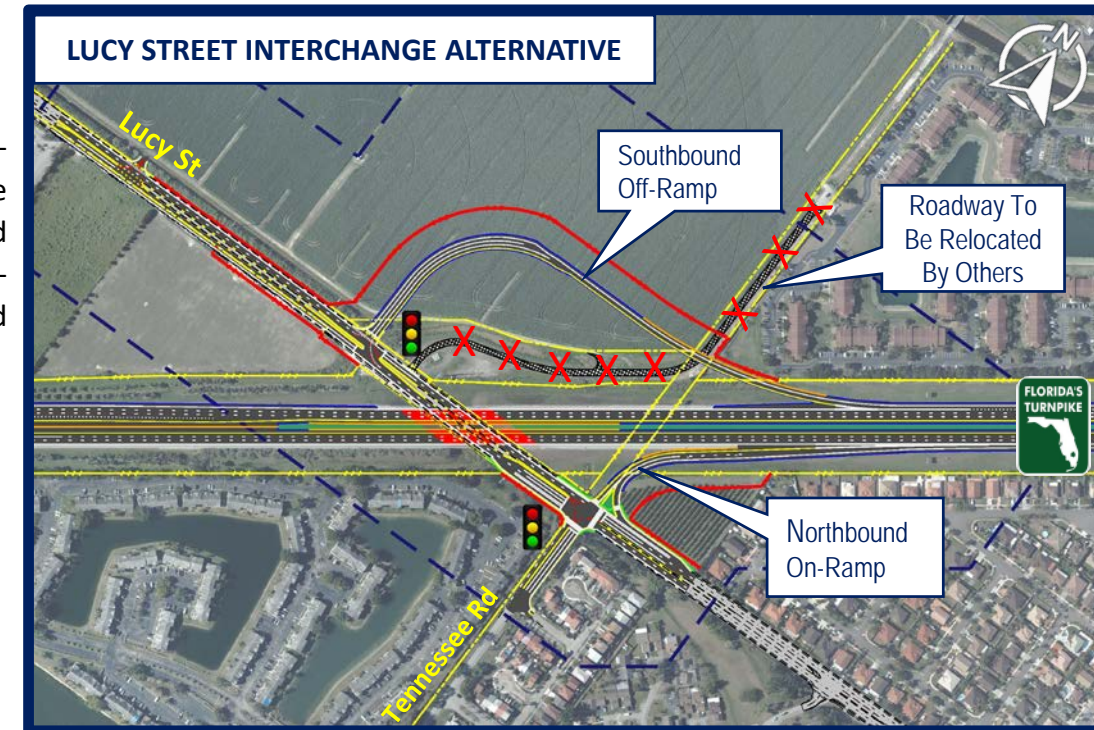 LUCY STREET INTERCHANGE ALTERNATIVE
N
Lucy St
Southbound
Off-Ramp
Roadway To
Be Relocated
By Others
X X X
X X X X X
FLORIDA'S
TURNPIKE
Northbound
On-Ramp
Tennessee Rd
-
e
d
-
d